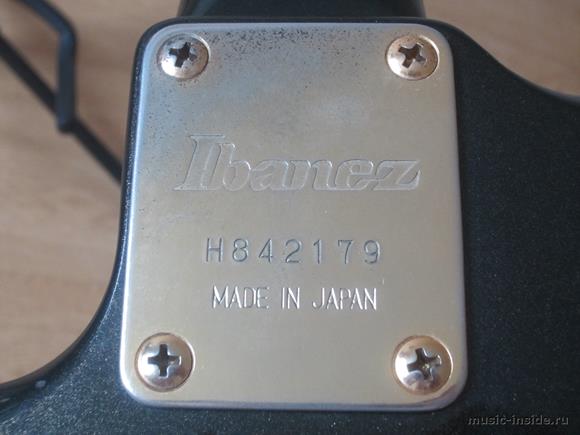 Ibanez
H842179
MADE IN JAPAN
music-inside.ru